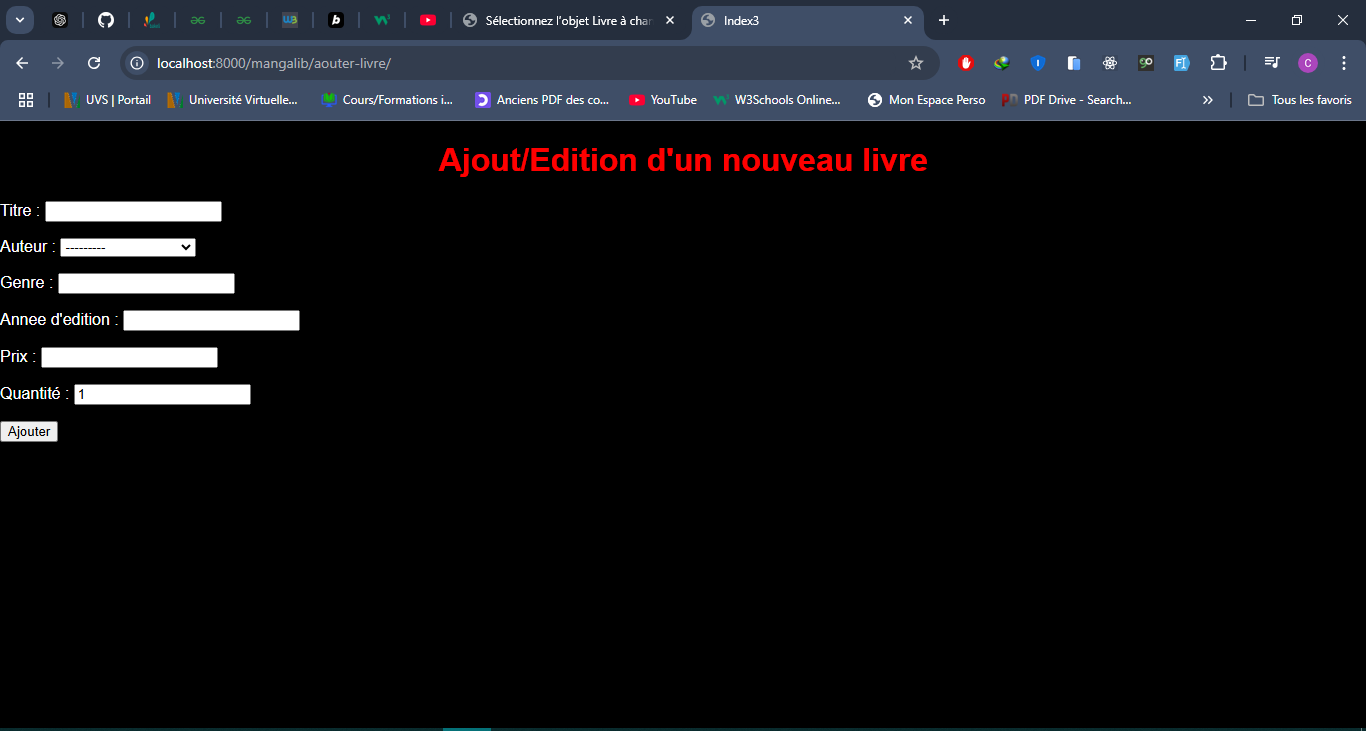 Sélectionnez l'objet Livre à char
Index3
localhost:8000/mangalib/aouter-livre/
UVS | Portail
Université Virtuelle...
Cours/Formations i...
Anciens PDF des co...
YouTube
W3Schools Online...
Mon Espace Perso
PDF Drive - Search...
Tous les favoris
Ajout/Edition d'un nouveau livre
Titre :
Auteur : ---------
Genre :
Annee d'edition :
Prix :
Quantité : 1
Ajouter